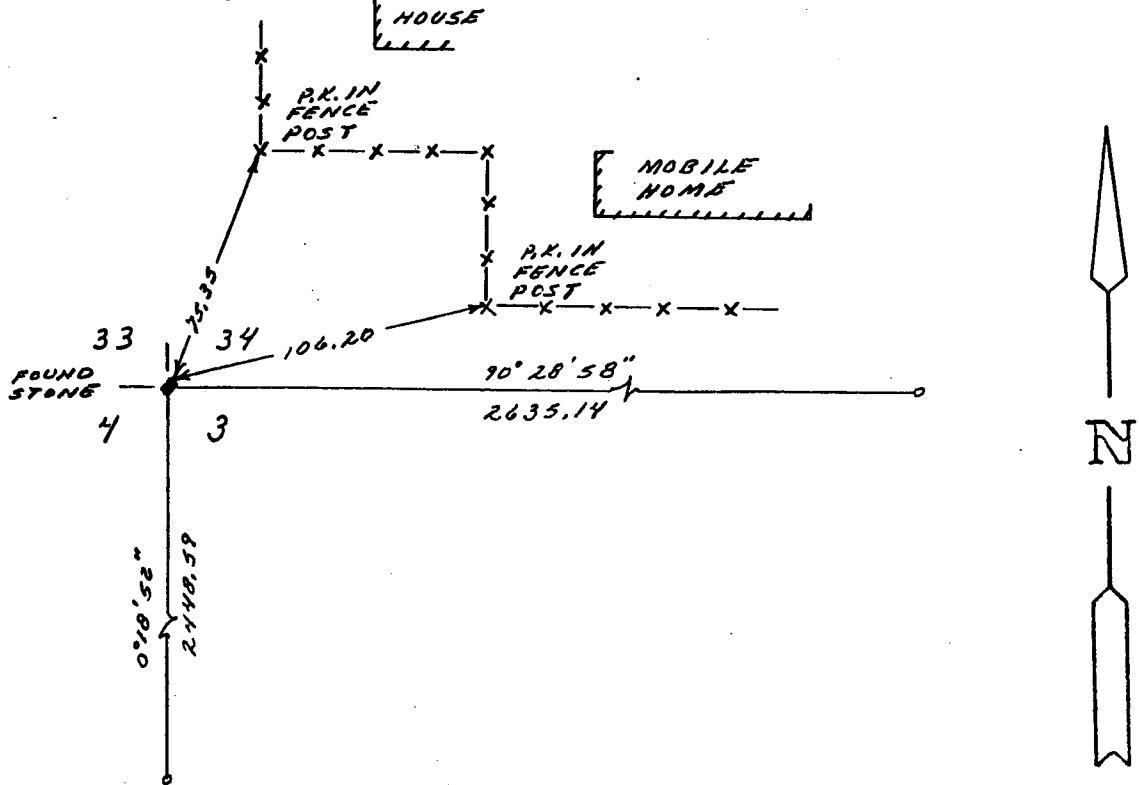 HOUSE
P.K. IN
FENCE
POST
MOBILE
HOME
P.K. IN
FENCE
POST
75.35
33
34
106.20
FOUND
STONE
90° 28' 58"
2635.14
4
3
N
0°18'52"
2448.59